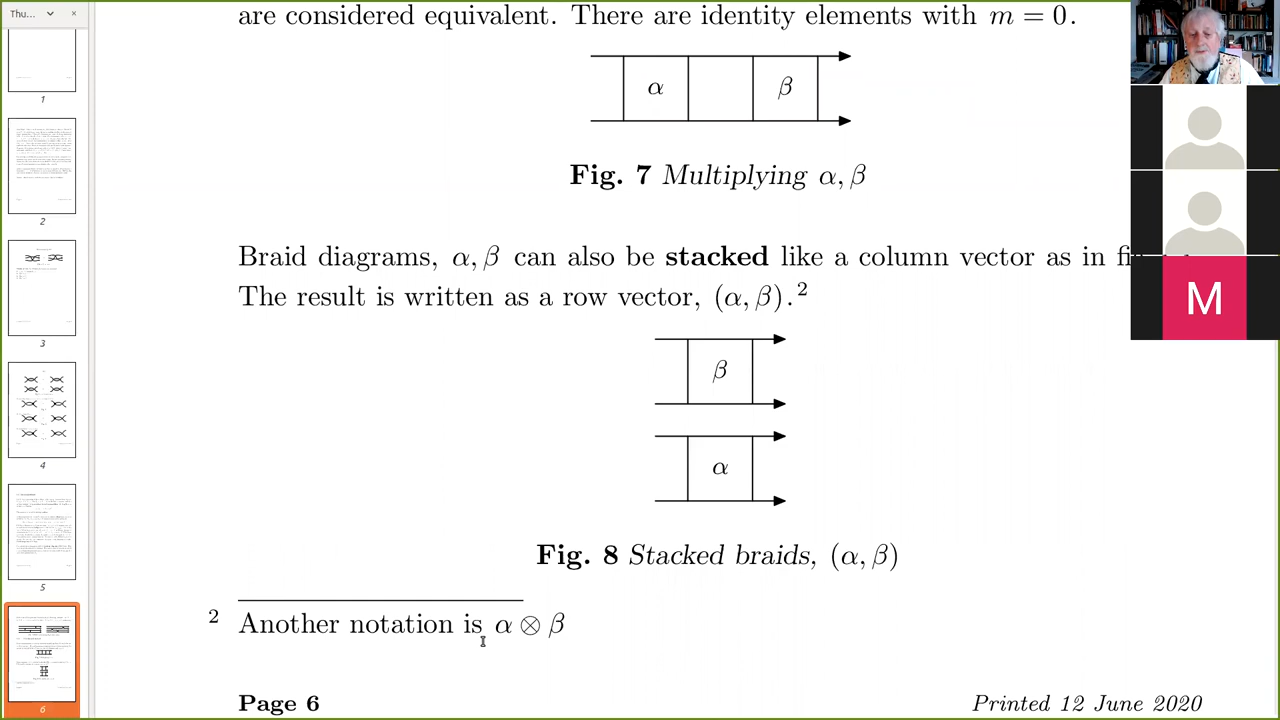 Thu...
are considered equivalent. There are identity elements with m = 0.
α β
Fig. 7 Multiplying α, β
Braid diagrams, α, β can also be stacked like a column vector as in
The result is written as a row vector, (α, β).²
β
α
Fig. 8 Stacked braids, (α, β)
² Another notation is α ⊗ β
Page 6 Printed 12 June 2020
1
2
3
4
5
6
M